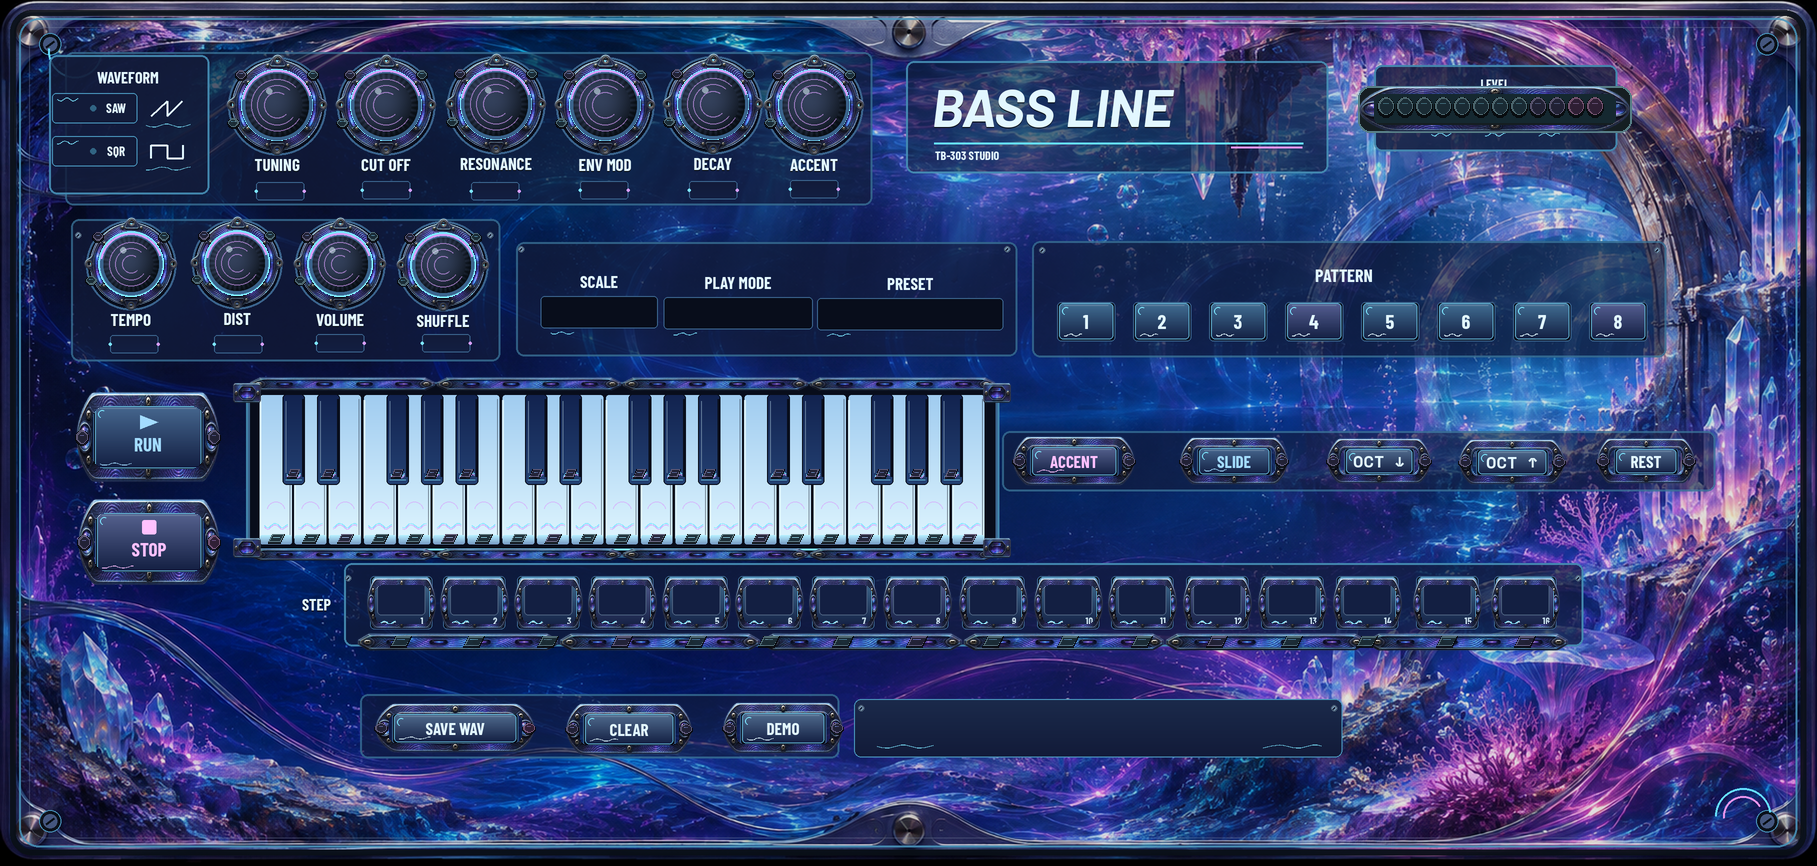 WAVEFORM
SAW
SQR
TUNING
CUT OFF
RESONANCE
ENV MOD
DECAY
ACCENT
BASS LINE
TB-303 STUDIO
LEVEL
TEMPO
DIST
VOLUME
SHUFFLE
SCALE
PLAY MODE
PRESET
PATTERN
1 2 3 4 5 6 7 8
RUN
STOP
ACCENT
SLIDE
OCT ↓
OCT ↑
REST
STEP
1 2 3 4 5 6 7 8 9 10 11 12 13 14 15 16
SAVE WAV
CLEAR
DEMO